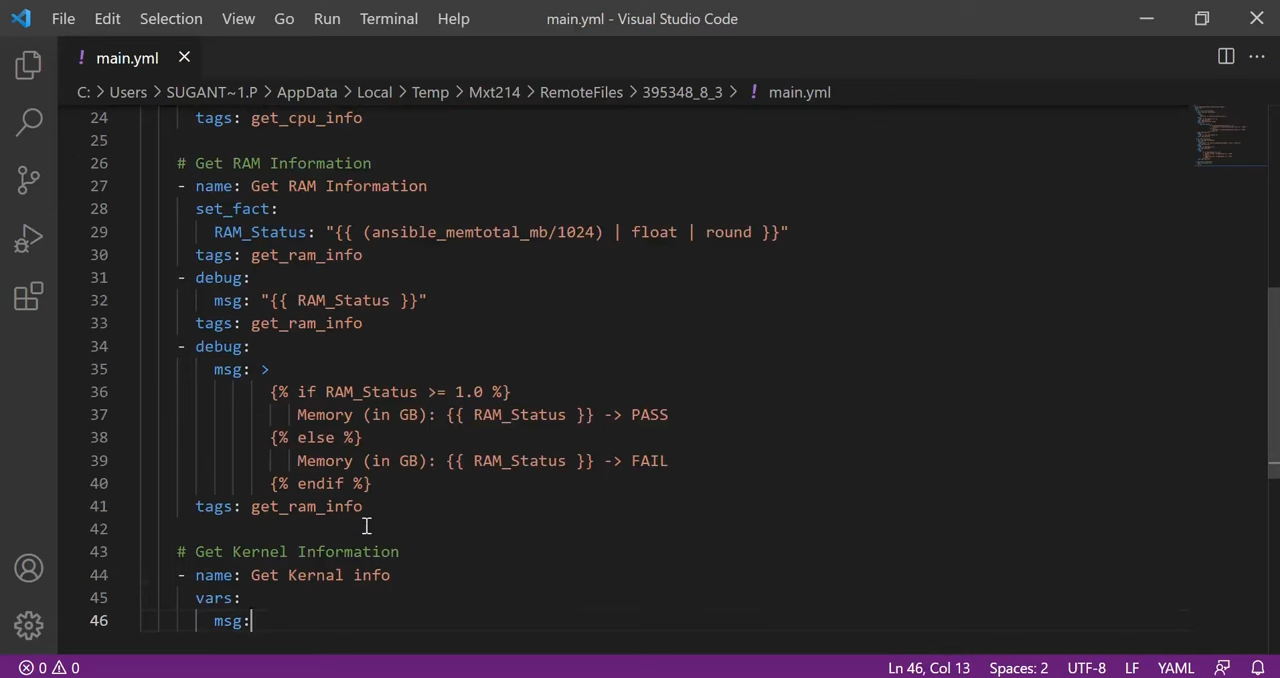 File Edit Selection View Go Run Terminal Help main.yml - Visual Studio Code
! main.yml
C: > Users > SUGANT~1.P > AppData > Local > Temp > Mxt214 > RemoteFiles > 395348_8_3 > ! main.yml
24 tags: get_cpu_info
25
26 # Get RAM Information
27 - name: Get RAM Information
28 set_fact:
29 RAM_Status: "{{ (ansible_memtotal_mb/1024) | float | round }}"
30 tags: get_ram_info
31 - debug:
32 msg: "{{ RAM_Status }}"
33 tags: get_ram_info
34 - debug:
35 msg: >
36 {% if RAM_Status >= 1.0 %}
37 Memory (in GB): {{ RAM_Status }} -> PASS
38 {% else %}
39 Memory (in GB): {{ RAM_Status }} -> FAIL
40 {% endif %}
41 tags: get_ram_info
42
43 # Get Kernel Information
44 - name: Get Kernal info
45 vars:
46 msg:
0 0 Ln 46, Col 13 Spaces: 2 UTF-8 LF YAML